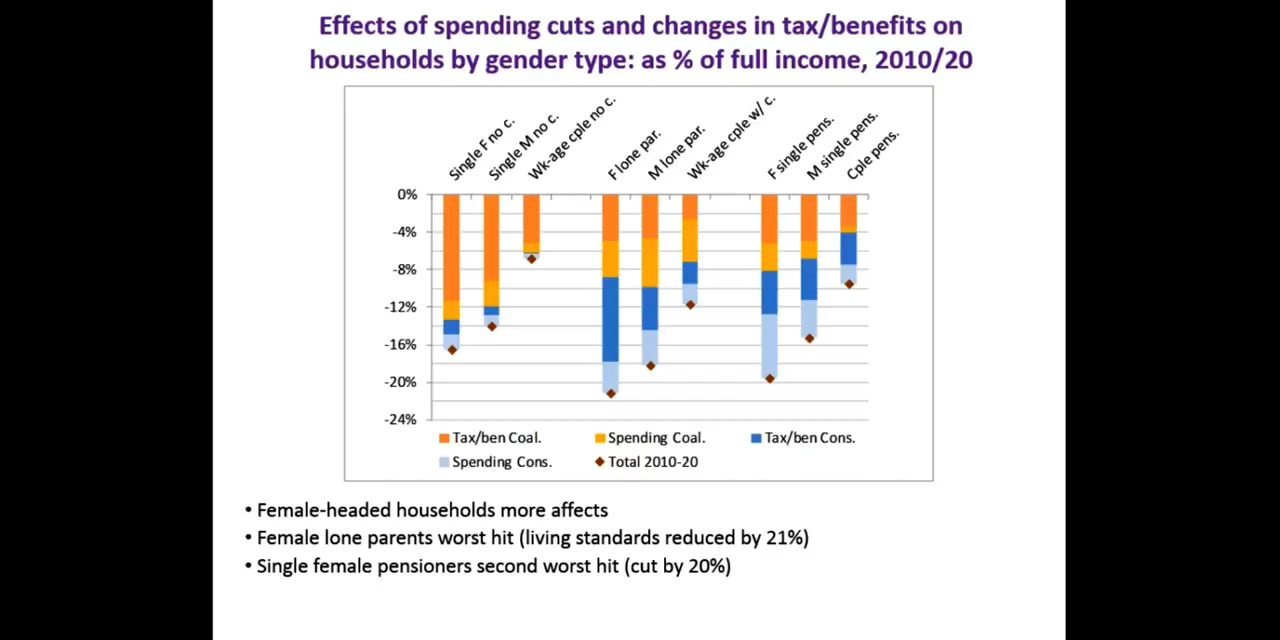 Effects of spending cuts and changes in tax/benefits on
households by gender type: as % of full income, 2010/20
Single F no c.
Single M no c.
Wk-age cple no c.
F lone par.
M lone par.
Wk-age cple w/ c.
F single pens.
M single pens.
Cple pens.
0%
-4%
-8%
-12%
-16%
-20%
-24%
Tax/ben Coal. Spending Coal. Tax/ben Cons.
Spending Cons. Total 2010-20
• Female-headed households more affects
• Female lone parents worst hit (living standards reduced by 21%)
• Single female pensioners second worst hit (cut by 20%)